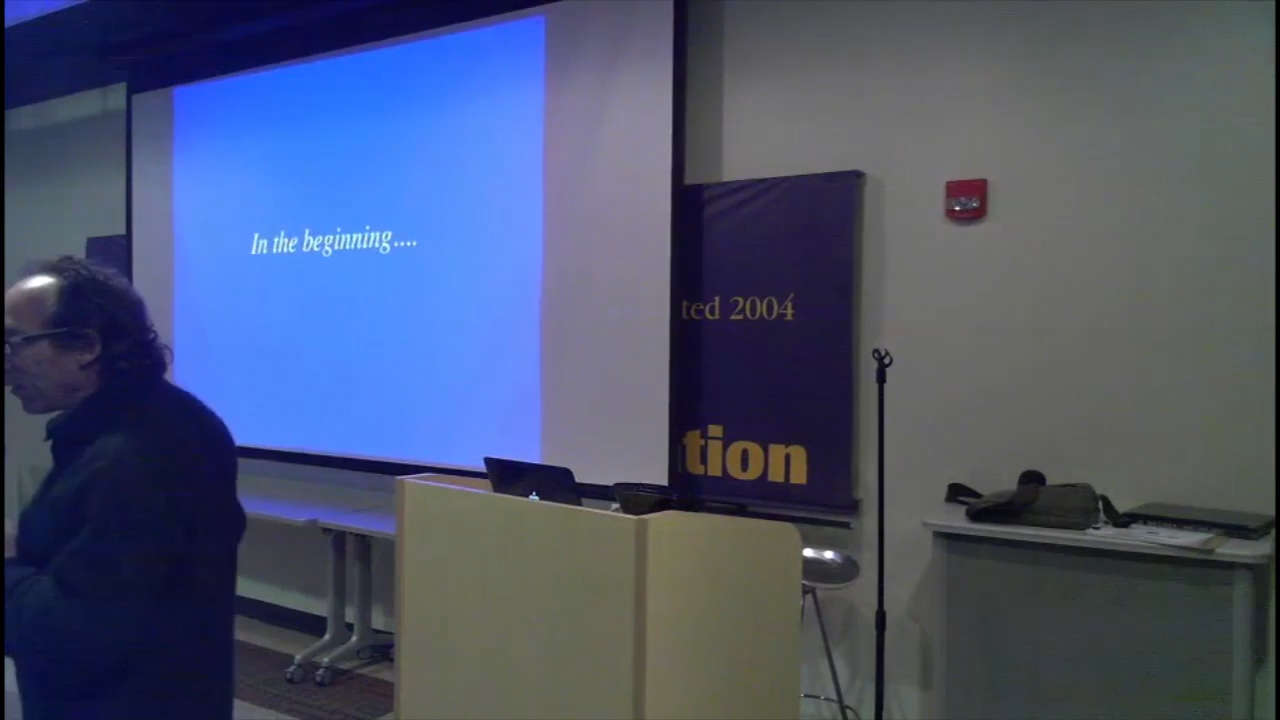 In the beginning....
ted 2004
tion